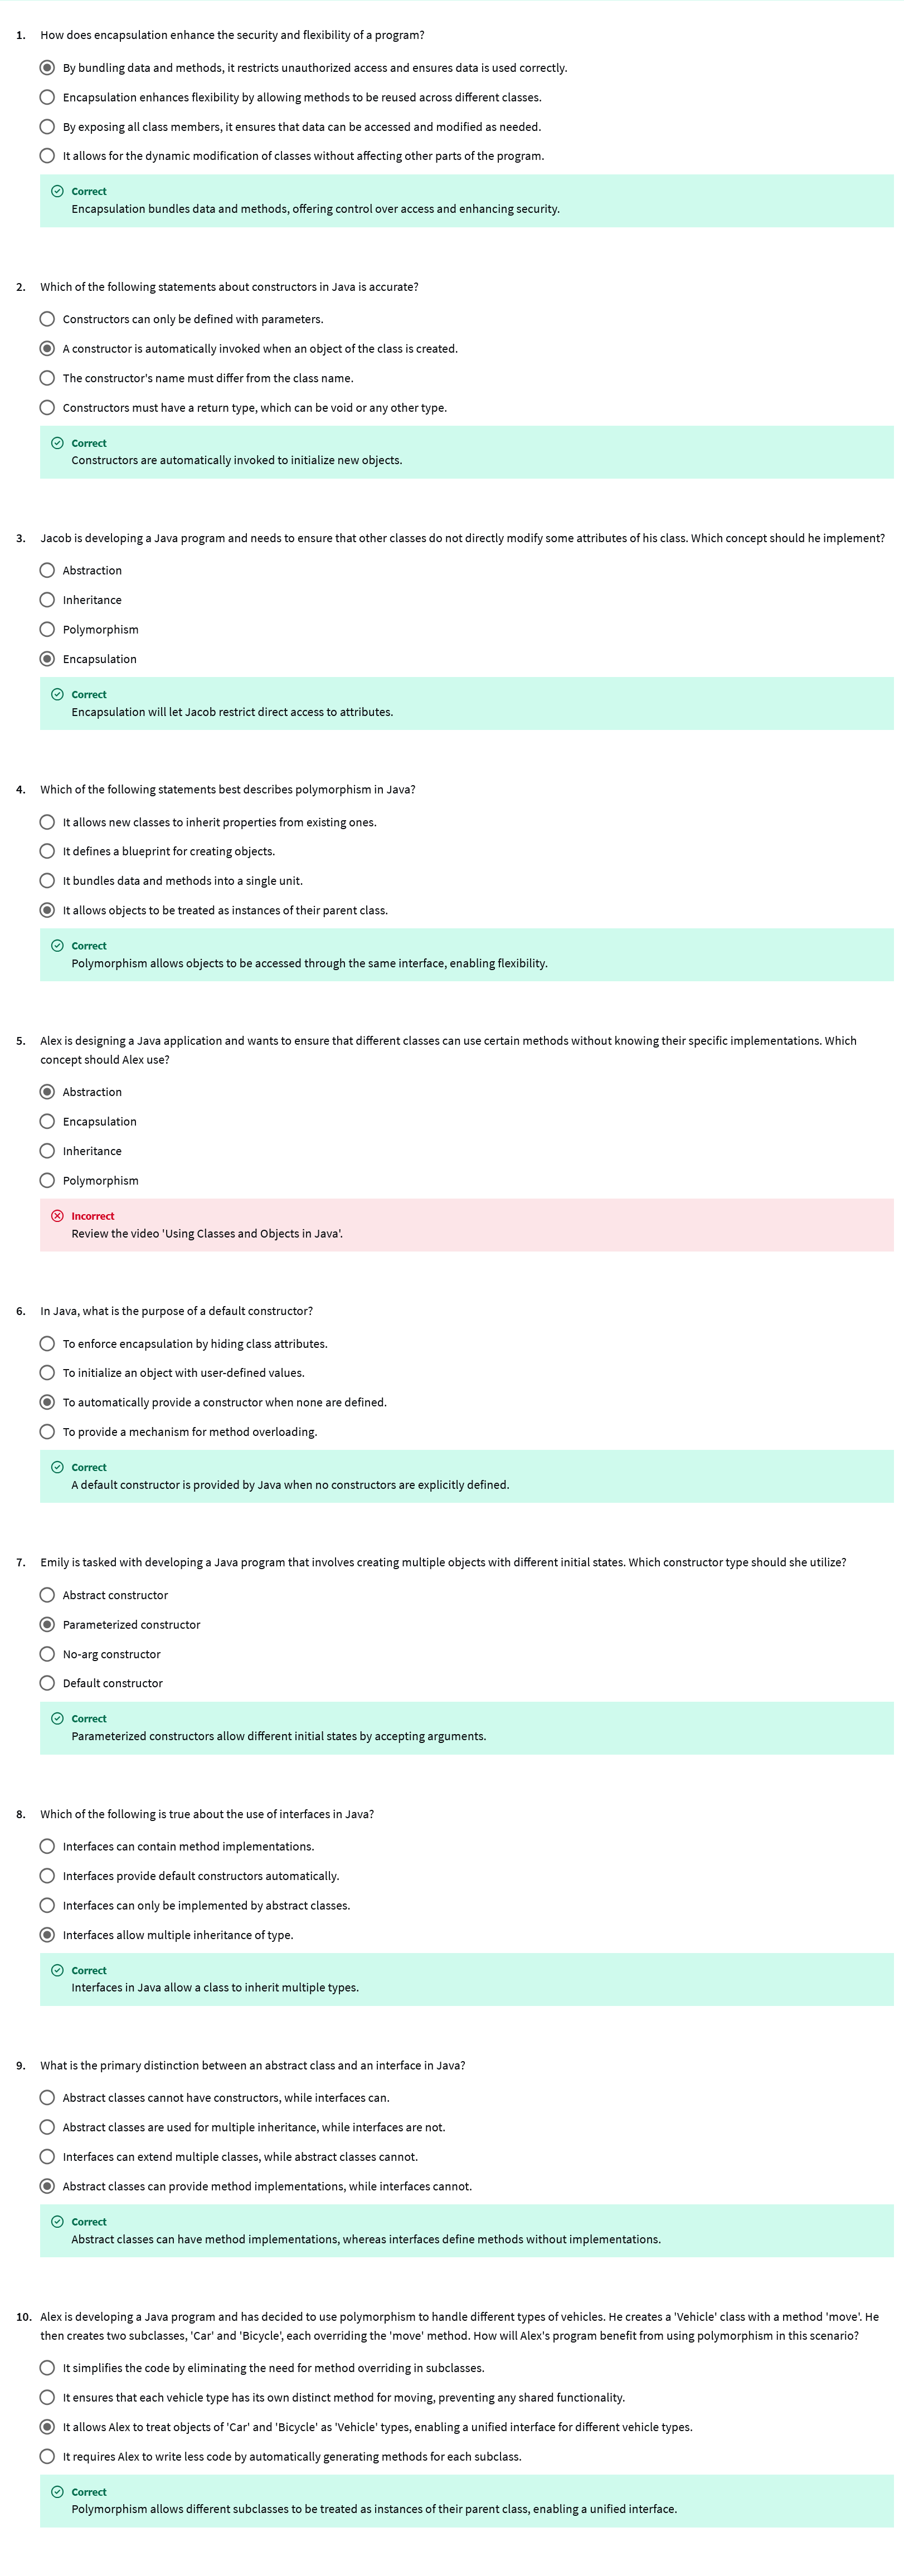 1. How does encapsulation enhance the security and flexibility of a program?
By bundling data and methods, it restricts unauthorized access and ensures data is used correctly.
Encapsulation enhances flexibility by allowing methods to be reused across different classes.
By exposing all class members, it ensures that data can be accessed and modified as needed.
It allows for the dynamic modification of classes without affecting other parts of the program.
Correct
Encapsulation bundles data and methods, offering control over access and enhancing security.
2. Which of the following statements about constructors in Java is accurate?
Constructors can only be defined with parameters.
A constructor is automatically invoked when an object of the class is created.
The constructor's name must differ from the class name.
Constructors must have a return type, which can be void or any other type.
Correct
Constructors are automatically invoked to initialize new objects.
3. Jacob is developing a Java program and needs to ensure that other classes do not directly modify some attributes of his class. Which concept should he implement?
Abstraction
Inheritance
Polymorphism
Encapsulation
Correct
Encapsulation will let Jacob restrict direct access to attributes.
4. Which of the following statements best describes polymorphism in Java?
It allows new classes to inherit properties from existing ones.
It defines a blueprint for creating objects.
It bundles data and methods into a single unit.
It allows objects to be treated as instances of their parent class.
Correct
Polymorphism allows objects to be accessed through the same interface, enabling flexibility.
5. Alex is designing a Java application and wants to ensure that different classes can use certain methods without knowing their specific implementations. Which
concept should Alex use?
Abstraction
Encapsulation
Inheritance
Polymorphism
Incorrect
Review the video 'Using Classes and Objects in Java'.
6. In Java, what is the purpose of a default constructor?
To enforce encapsulation by hiding class attributes.
To initialize an object with user-defined values.
To automatically provide a constructor when none are defined.
To provide a mechanism for method overloading.
Correct
A default constructor is provided by Java when no constructors are explicitly defined.
7. Emily is tasked with developing a Java program that involves creating multiple objects with different initial states. Which constructor type should she utilize?
Abstract constructor
Parameterized constructor
No-arg constructor
Default constructor
Correct
Parameterized constructors allow different initial states by accepting arguments.
8. Which of the following is true about the use of interfaces in Java?
Interfaces can contain method implementations.
Interfaces provide default constructors automatically.
Interfaces can only be implemented by abstract classes.
Interfaces allow multiple inheritance of type.
Correct
Interfaces in Java allow a class to inherit multiple types.
9. What is the primary distinction between an abstract class and an interface in Java?
Abstract classes cannot have constructors, while interfaces can.
Abstract classes are used for multiple inheritance, while interfaces are not.
Interfaces can extend multiple classes, while abstract classes cannot.
Abstract classes can provide method implementations, while interfaces cannot.
Correct
Abstract classes can have method implementations, whereas interfaces define methods without implementations.
10. Alex is developing a Java program and has decided to use polymorphism to handle different types of vehicles. He creates a 'Vehicle' class with a method 'move'. He
then creates two subclasses, 'Car' and 'Bicycle', each overriding the 'move' method. How will Alex's program benefit from using polymorphism in this scenario?
It simplifies the code by eliminating the need for method overriding in subclasses.
It ensures that each vehicle type has its own distinct method for moving, preventing any shared functionality.
It allows Alex to treat objects of 'Car' and 'Bicycle' as 'Vehicle' types, enabling a unified interface for different vehicle types.
It requires Alex to write less code by automatically generating methods for each subclass.
Correct
Polymorphism allows different subclasses to be treated as instances of their parent class, enabling a unified interface.